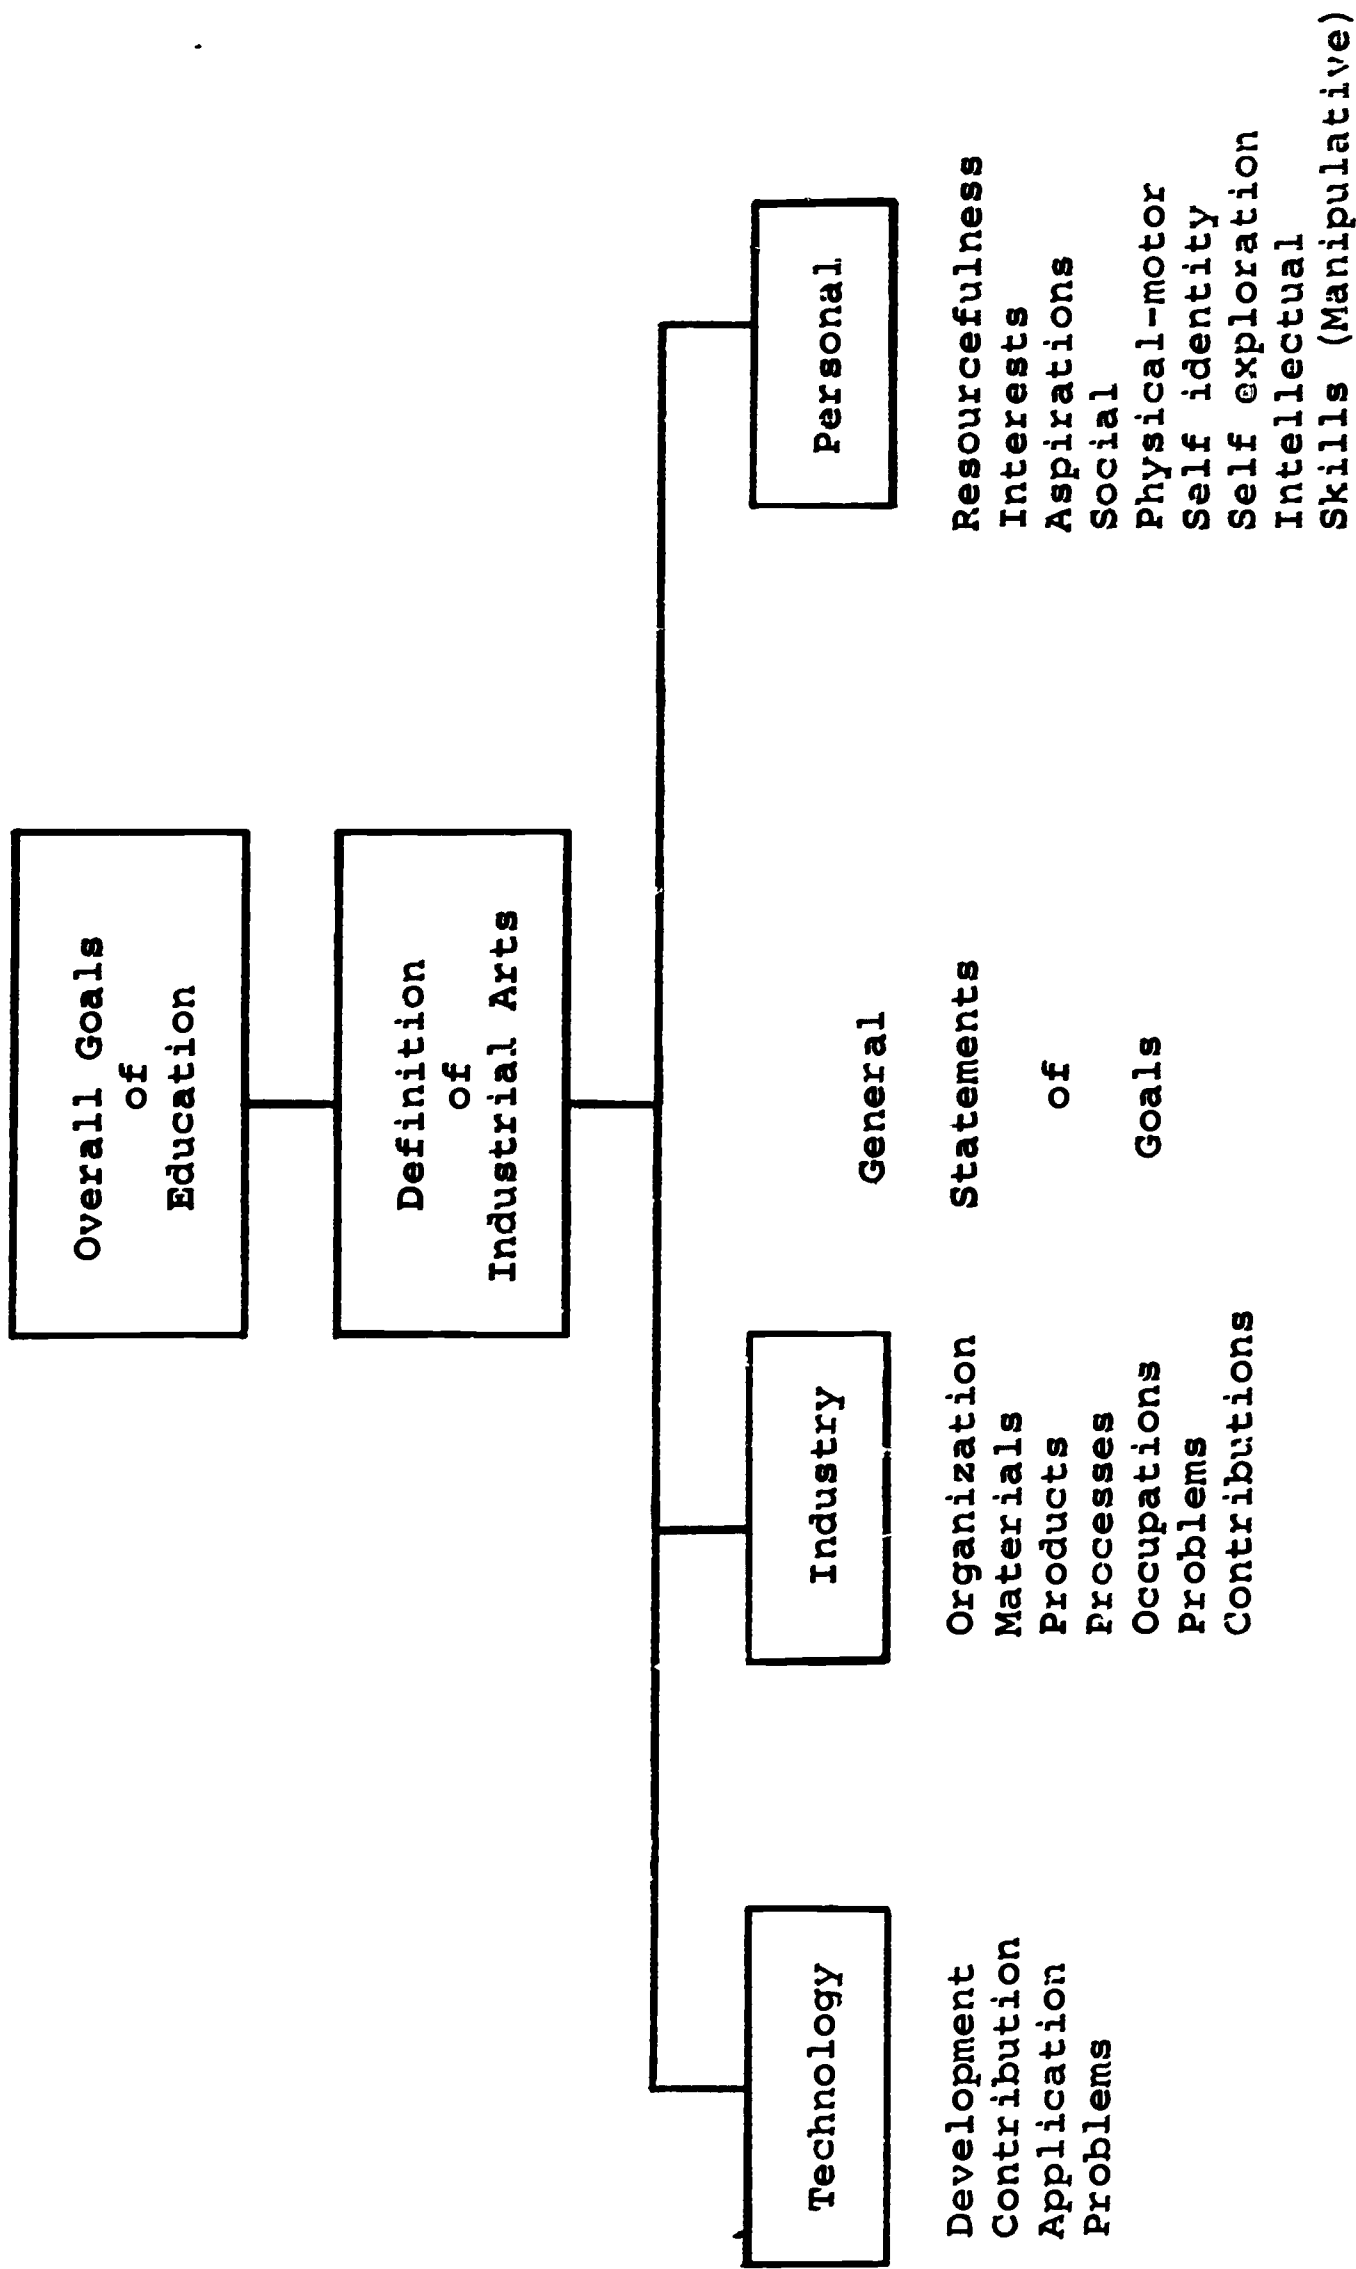 Overall Goals
of
Education
Definition
of
Industrial Arts
Technology
Development
Contribution
Application
Problems
Industry
Organization
Materials
Products
Processes
Occupations
Problems
Contributions
General
Statements
of
Goals
Personal
Resourcefulness
Interests
Aspirations
Social
Physical-motor
Self identity
Self exploration
Intellectual
Skills (Manipulative)